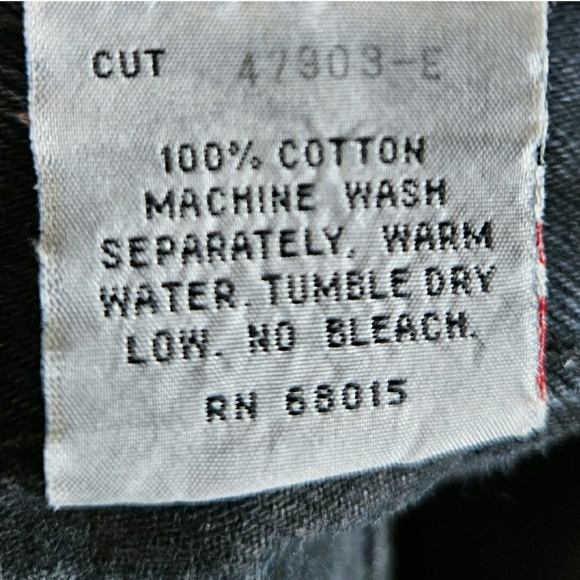 CUT 47903-E
100% COTTON
MACHINE WASH
SEPARATELY, WARM
WATER. TUMBLE DRY
LOW. NO BLEACH.
RN 68015